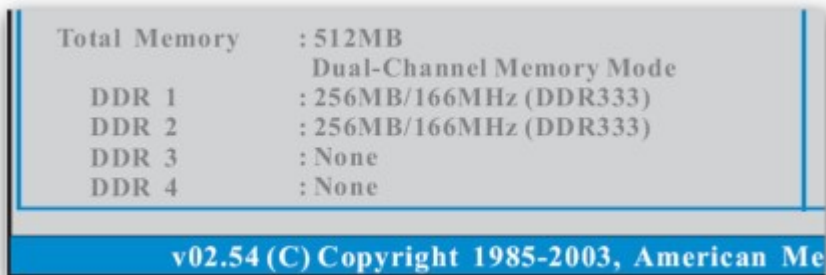 Total Memory : 512MB
Dual-Channel Memory Mode
DDR 1 : 256MB/166MHz (DDR333)
DDR 2 : 256MB/166MHz (DDR333)
DDR 3 : None
DDR 4 : None
v02.54 (C) Copyright 1985-2003, American Me